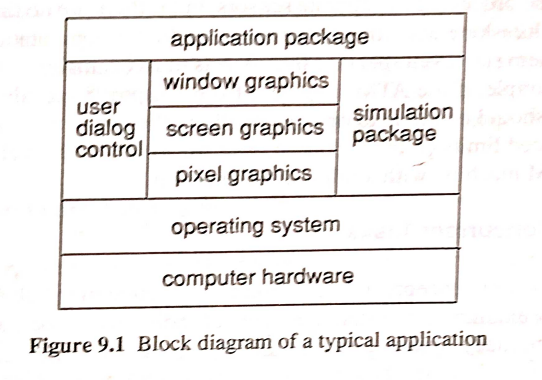 application package
window graphics
user
dialog
control
screen graphics
simulation
package
pixel graphics
operating system
computer hardware
Figure 9.1 Block diagram of a typical application